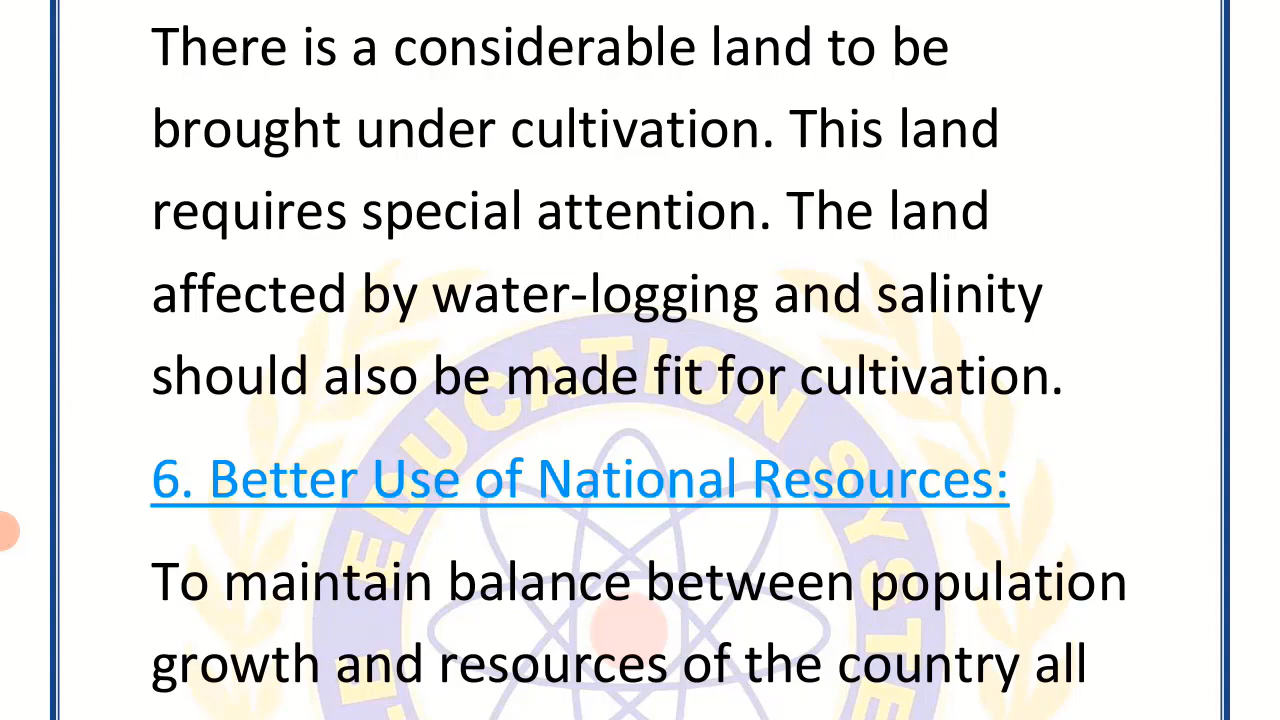 There is a considerable land to be
brought under cultivation. This land
requires special attention. The land
affected by water-logging and salinity
should also be made fit for cultivation.
6. Better Use of National Resources:
To maintain balance between population
growth and resources of the country all
EDUCATION SYSTE